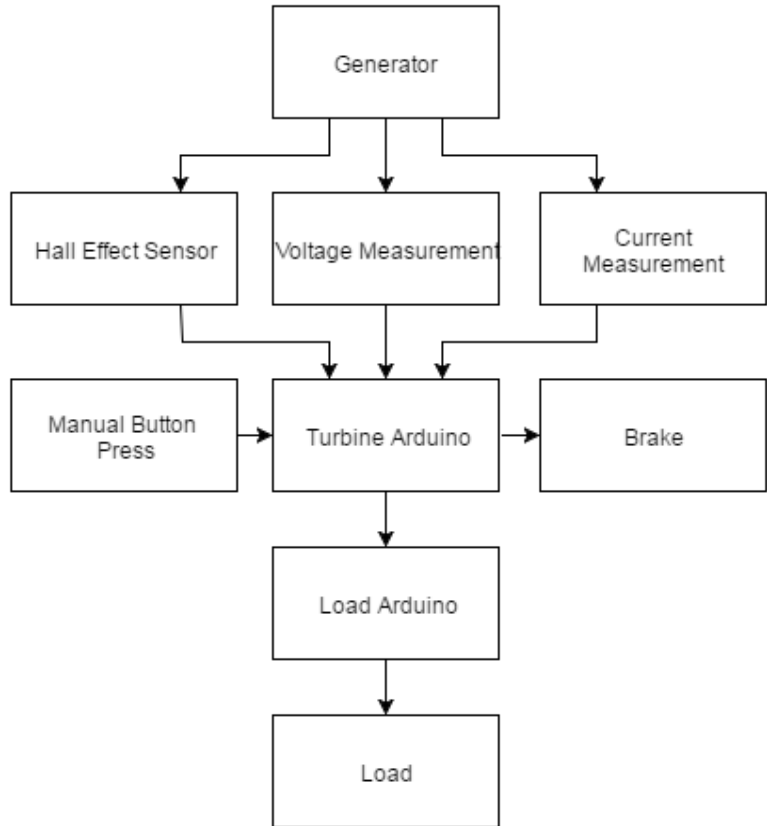 Generator
Hall Effect Sensor
Voltage Measurement
Current
Measurement
Manual Button
Press
Turbine Arduino
Brake
Load Arduino
Load